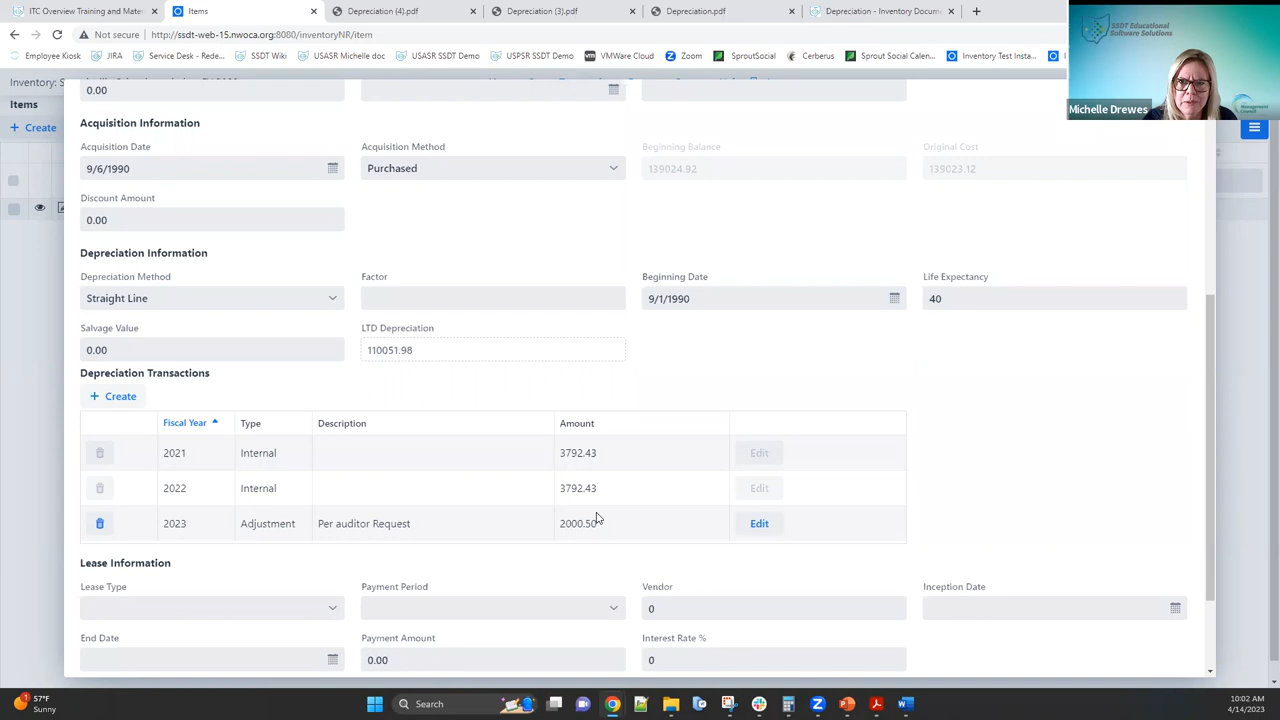 ITC Overview Training and Mater
Items
Depreciation (4).pdf
Depreciation (3).pdf
Depreciation.pdf
Depreciation - Inventory Docum
Not secure
http://ssdt-web-15.nwoca.org:8080/inventoryNR/item
Employee Kiosk
JIRA
Service Desk - Rede...
SSDT Wiki
USASR Michelle doc
USASR SSDT Demo
USPSR SSDT Demo
VMWare Cloud
Zoom
SproutSocial
Cerberus
Sprout Social Calen...
Inventory Test Insta...
SSDT Educational
Software Solutions
Management
Council
Michelle Drewes
Items
Create
0.00
Acquisition Information
Acquisition Date
Acquisition Method
Beginning Balance
Original Cost
9/6/1990
Purchased
139024.92
139023.12
Discount Amount
0.00
Depreciation Information
Depreciation Method
Factor
Beginning Date
Life Expectancy
Straight Line
9/1/1990
40
Salvage Value
LTD Depreciation
0.00
110051.98
Depreciation Transactions
Create
Fiscal Year
Type
Description
Amount
2021
Internal
3792.43
Edit
2022
Internal
3792.43
Edit
2023
Adjustment
Per auditor Request
2000.50
Edit
Lease Information
Lease Type
Payment Period
Vendor
Inception Date
0
End Date
Payment Amount
Interest Rate %
0.00
0
57°F
Sunny
Search
10:02 AM
4/14/2023